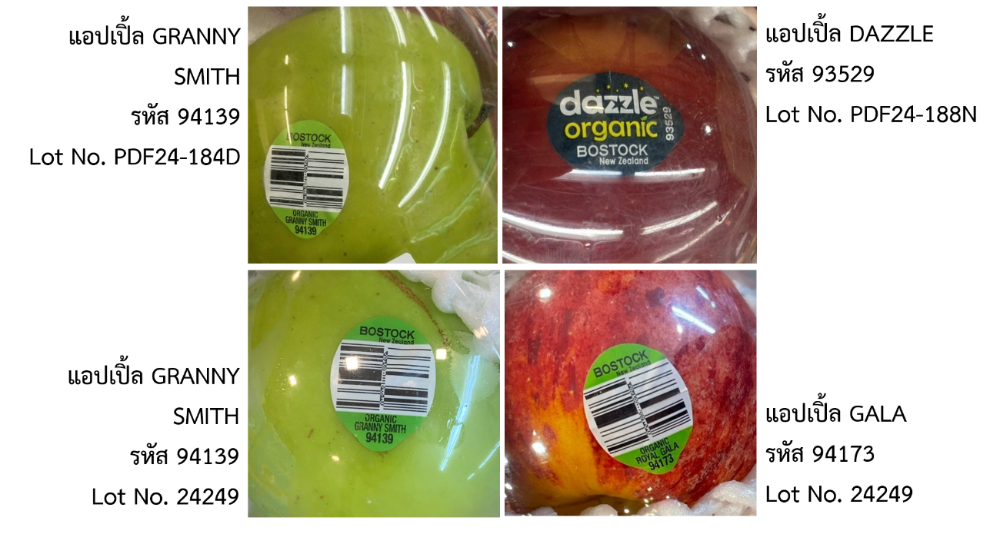 แอปเปิ้ล GRANNY
SMITH
รหัส 94139
Lot No. PDF24-184D
BOSTOCK
New Zealand
ORGANIC
GRANNY SMITH
94139
dazzle
organic
93529
BOSTOCK
New Zealand
แอปเปิ้ล DAZZLE
รหัส 93529
Lot No. PDF24-188N
แอปเปิ้ล GRANNY
SMITH
รหัส 94139
Lot No. 24249
BOSTOCK
New Zealand
ORGANIC
GRANNY SMITH
94139
BOSTOCK
New Zealand
ORGANIC
ROYAL GALA
94173
แอปเปิ้ล GALA
รหัส 94173
Lot No. 24249